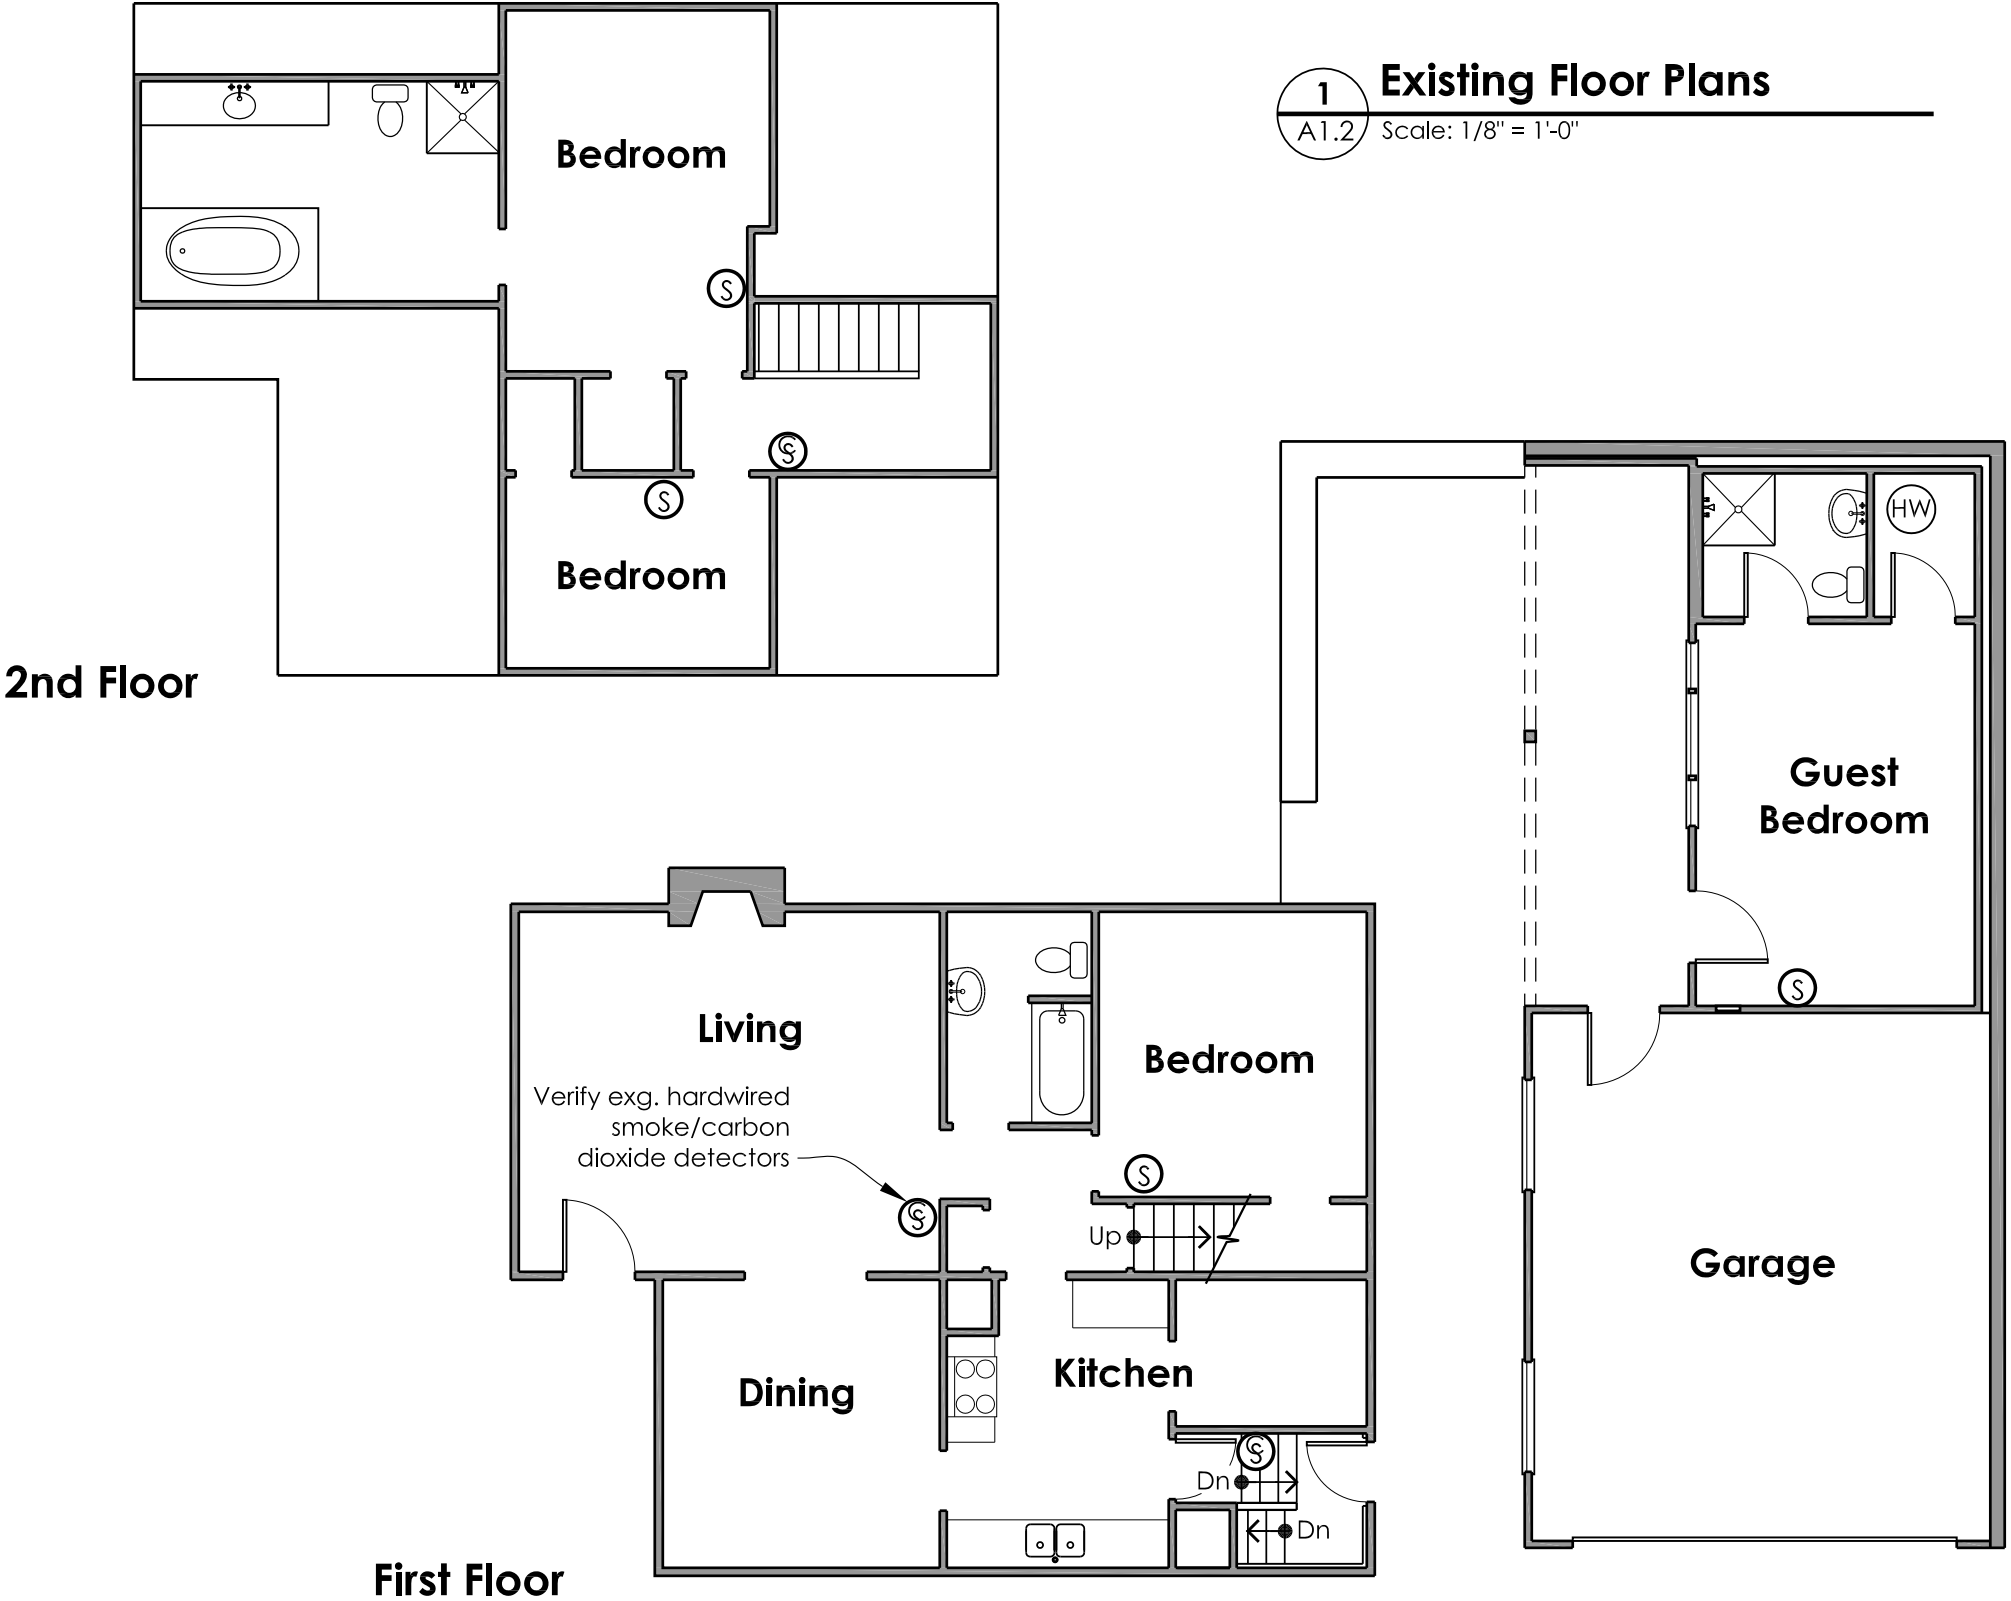 1
A1.2
Existing Floor Plans
Scale: 1/8" = 1'-0"
Bedroom
S
S
S
Bedroom
2nd Floor
HW
Guest
Bedroom
S
Garage
Living
Verify exg. hardwired
smoke/carbon
dioxide detectors
S
Bedroom
S
Up
Dining
Kitchen
S
Dn
Dn
First Floor